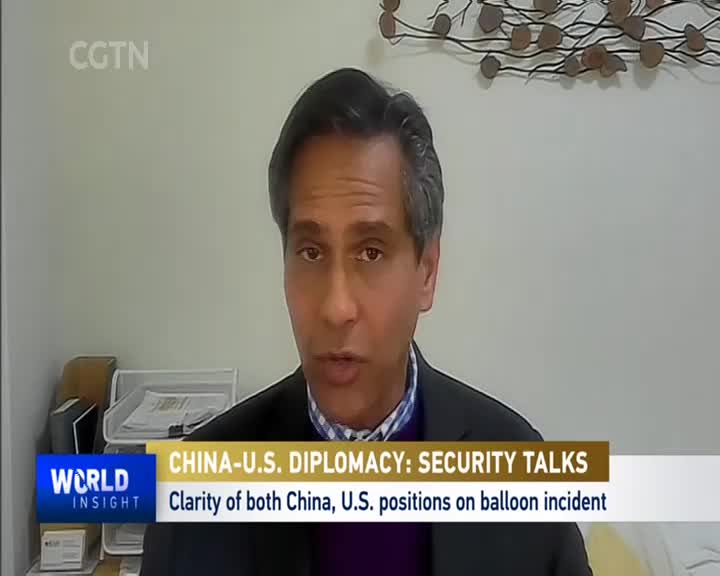 CGTN
CHINA-U.S. DIPLOMACY: SECURITY TALKS
WORLD
INSIGHT
Clarity of both China, U.S. positions on balloon incident